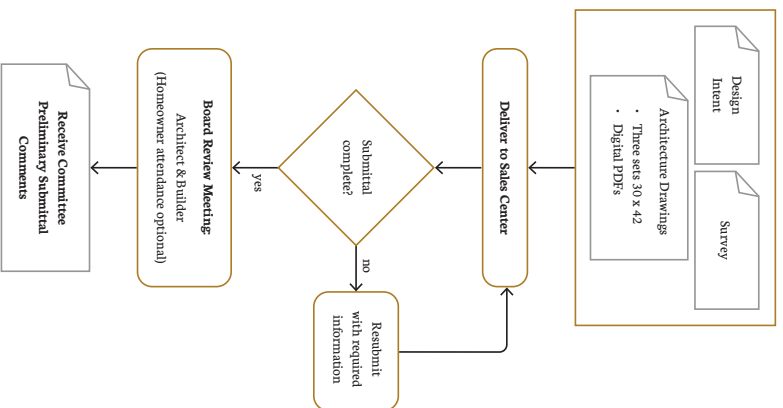 Design
Intent
Survey
Architecture Drawings
• Three sets 30 x 42
• Digital PDFs
Deliver to Sales Center
Submittal
complete?
no
Resubmit
with required
information
yes
Board Review Meeting:
Architect & Builder
(Homeowner attendance optional)
Receive Committee
Preliminary Submittal
Comments